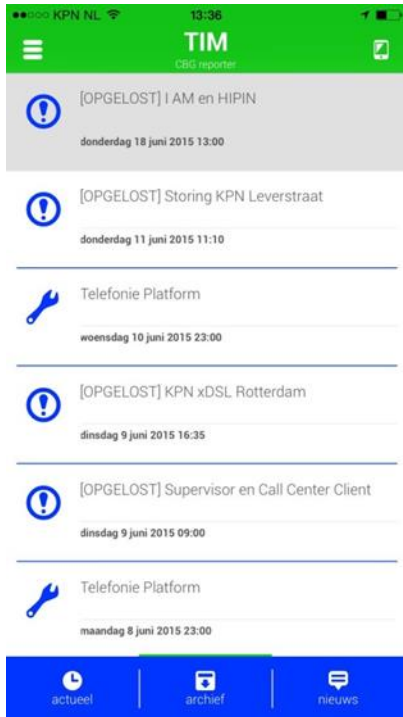 KPN NL 13:36
TIM
CBG reporter
[OPGELOST] I AM en HIPIN
donderdag 18 juni 2015 13:00
[OPGELOST] Storing KPN Leverstraat
donderdag 11 juni 2015 11:10
Telefonie Platform
woensdag 10 juni 2015 23:00
[OPGELOST] KPN xDSL Rotterdam
dinsdag 9 juni 2015 16:35
[OPGELOST] Supervisor en Call Center Client
dinsdag 9 juni 2015 09:00
Telefonie Platform
maandag 8 juni 2015 23:00
actueel archief nieuws